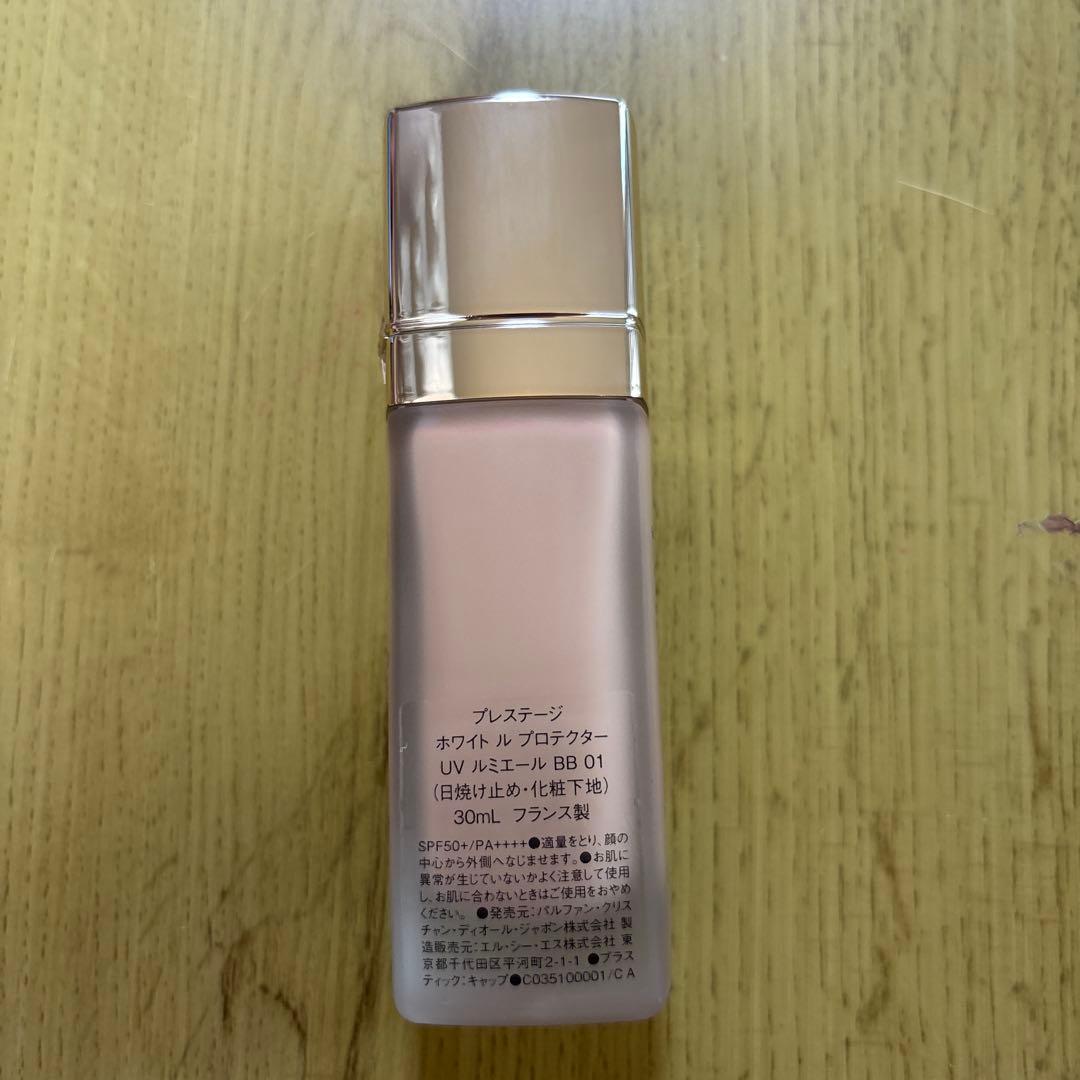 プレステージ
ホワイト ル プロテクター
UV ルミエール BB 01
(日焼け止め・化粧下地)
30mL フランス製
SPF50+/PA++++●適量をとり、顔の
中心から外側へなじませます。●お肌に
異常が生じていないかよく注意して使用
し、お肌に合わないときはご使用をおやめ
ください。 ●発売元：パルファン・クリス
チャン・ディオール・ジャポン株式会社 製
造販売元：エル・シー・エス株式会社 東
京都千代田区平河町2-1-1 ●プラス
ティック：キャップ●C035100001/C A